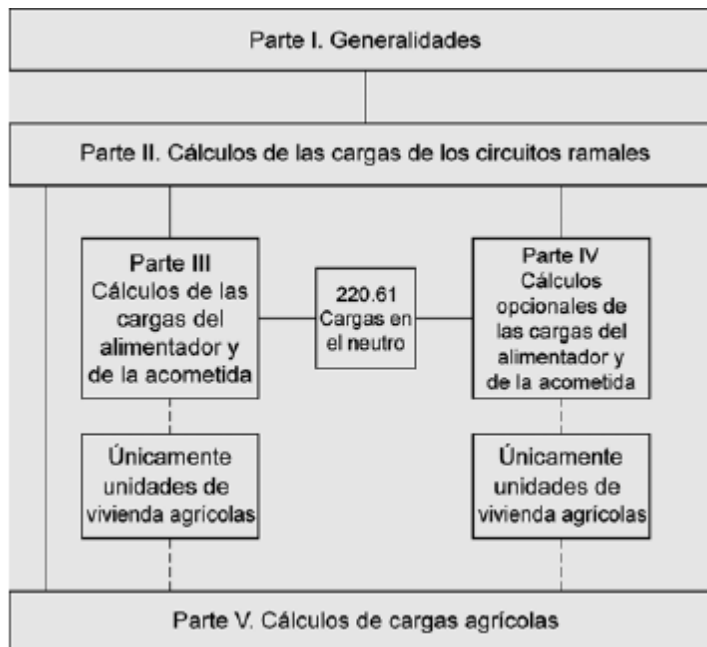 Parte I. Generalidades
Parte II. Cálculos de las cargas de los circuitos ramales
Parte III
Cálculos de las
cargas del
alimentador y
de la acometida
220.61
Cargas en
el neutro
Parte IV
Cálculos
opcionales de
las cargas del
alimentador y
de la acometida
Únicamente
unidades de
vivienda agrícolas
Únicamente
unidades de
vivienda agrícolas
Parte V. Cálculos de cargas agrícolas